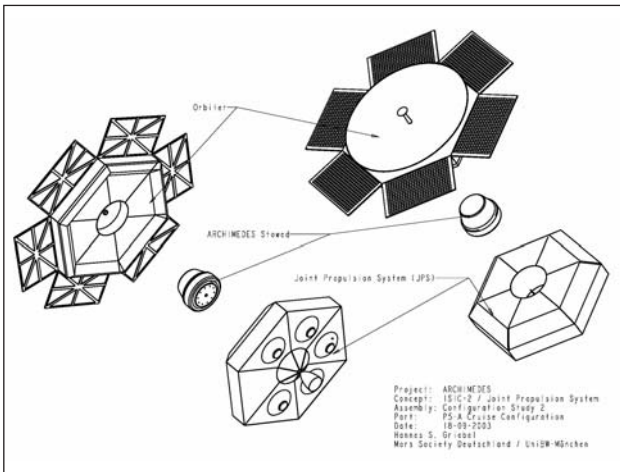 Orbiter
ARCHIMEDES Stowed
Joint Propulsion System (JPS)
Project: ARCHIMEDES
Concept: ISIC-2 / Joint Propulsion System
Assembly: Configuration Study 2
Part: P5-A Cruise Configuration
Date: 18-09-2003
Hannes S. Griebel
Mars Society Deutschland / UniBW-München